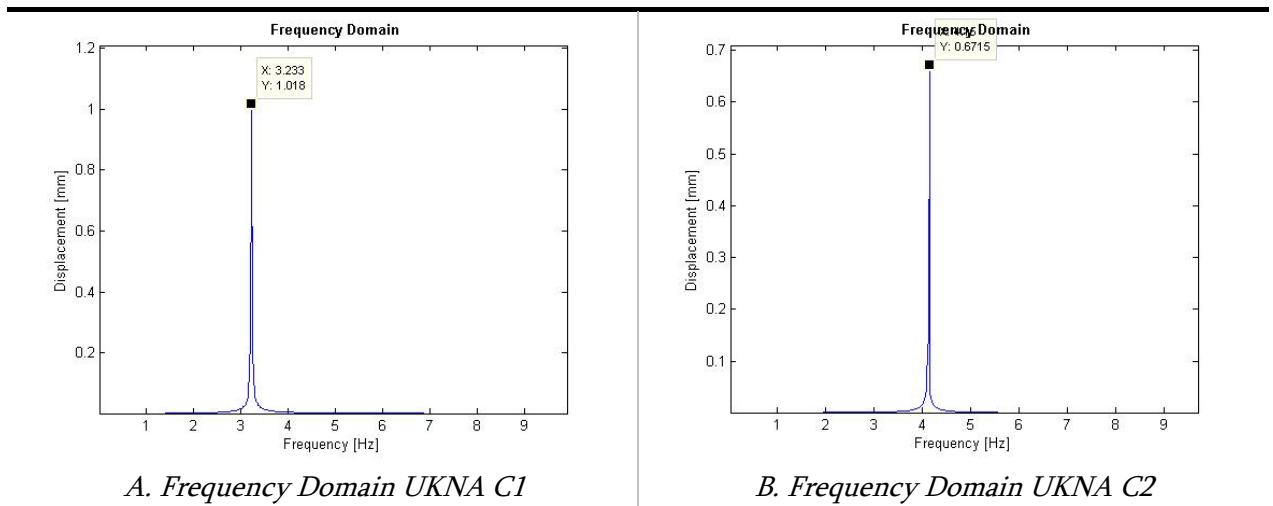 Frequency Domain
X: 3.233
Y: 1.018
1.2
1
0.8
0.6
0.4
0.2
Displacement [mm]
1 2 3 4 5 6 7 8 9
Frequency [Hz]
A. Frequency Domain UKNA C1
Frequency Domain
Y: 0.6715
0.7
0.6
0.5
0.4
0.3
0.2
0.1
Displacement [mm]
1 2 3 4 5 6 7 8 9
Frequency [Hz]
B. Frequency Domain UKNA C2